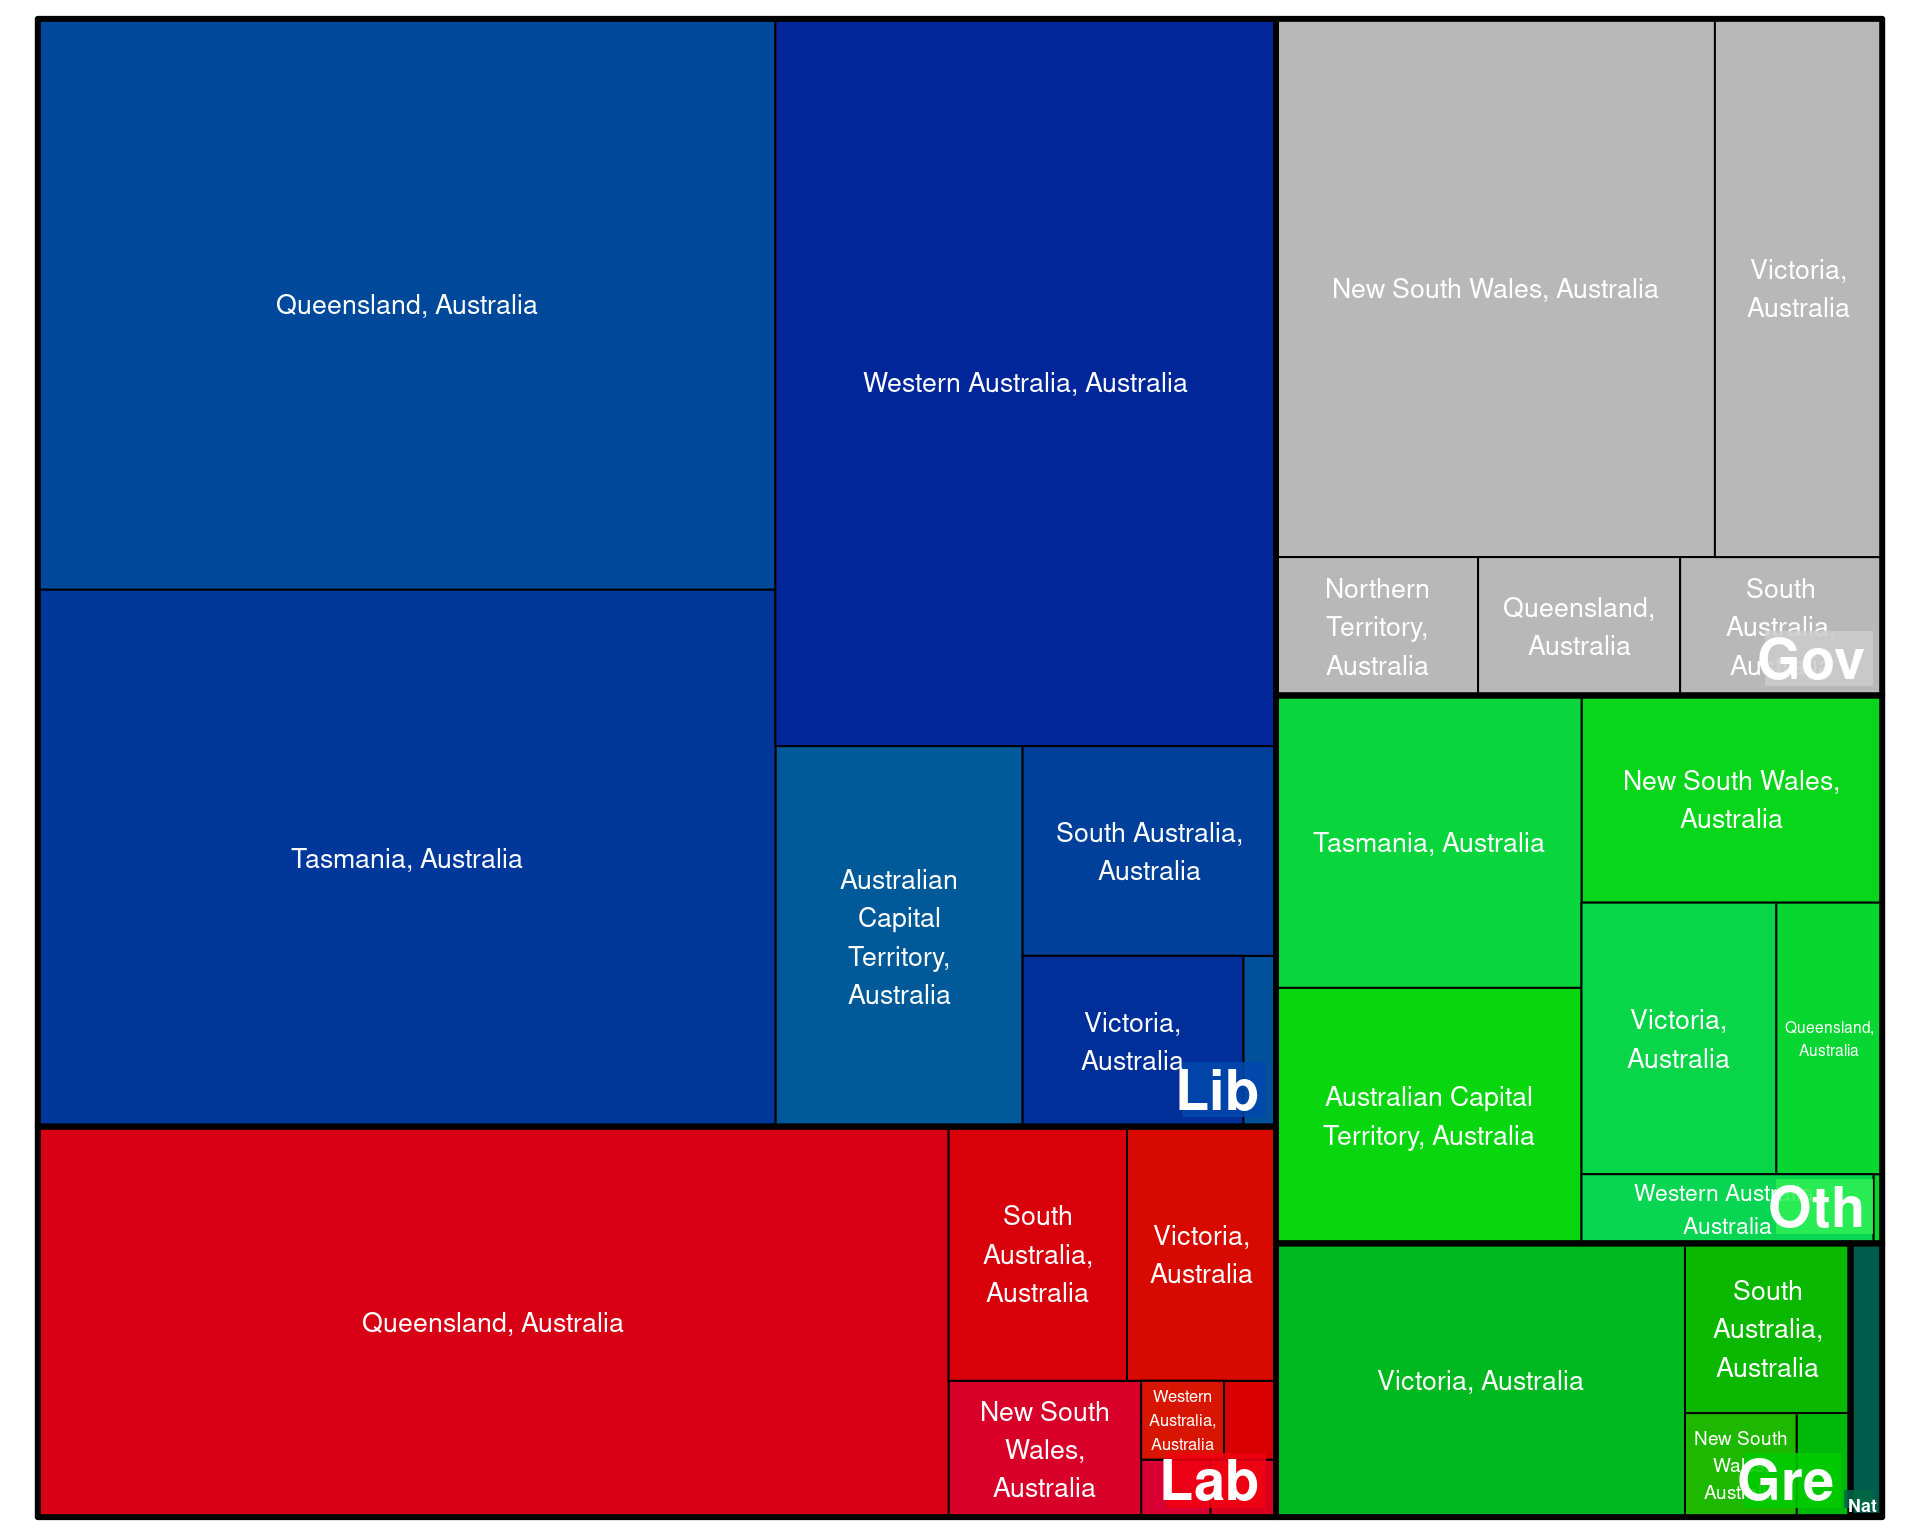 Queensland, Australia
Western Australia, Australia
Tasmania, Australia
Australian
Capital
Territory,
Australia
South Australia,
Australia
Victoria,
Australia
Lib
Queensland, Australia
South
Australia,
Australia
Victoria,
Australia
New South
Wales,
Australia
Western
Australia,
Australia
Lab
New South Wales, Australia
Victoria,
Australia
Northern
Territory,
Australia
Queensland,
Australia
South
Australia,
Gov
Tasmania, Australia
New South Wales,
Australia
Victoria,
Australia
Queensland,
Australia
Australian Capital
Territory, Australia
Western
Australia
Oth
Victoria, Australia
South
Australia,
Australia
New South
Gre
Nat